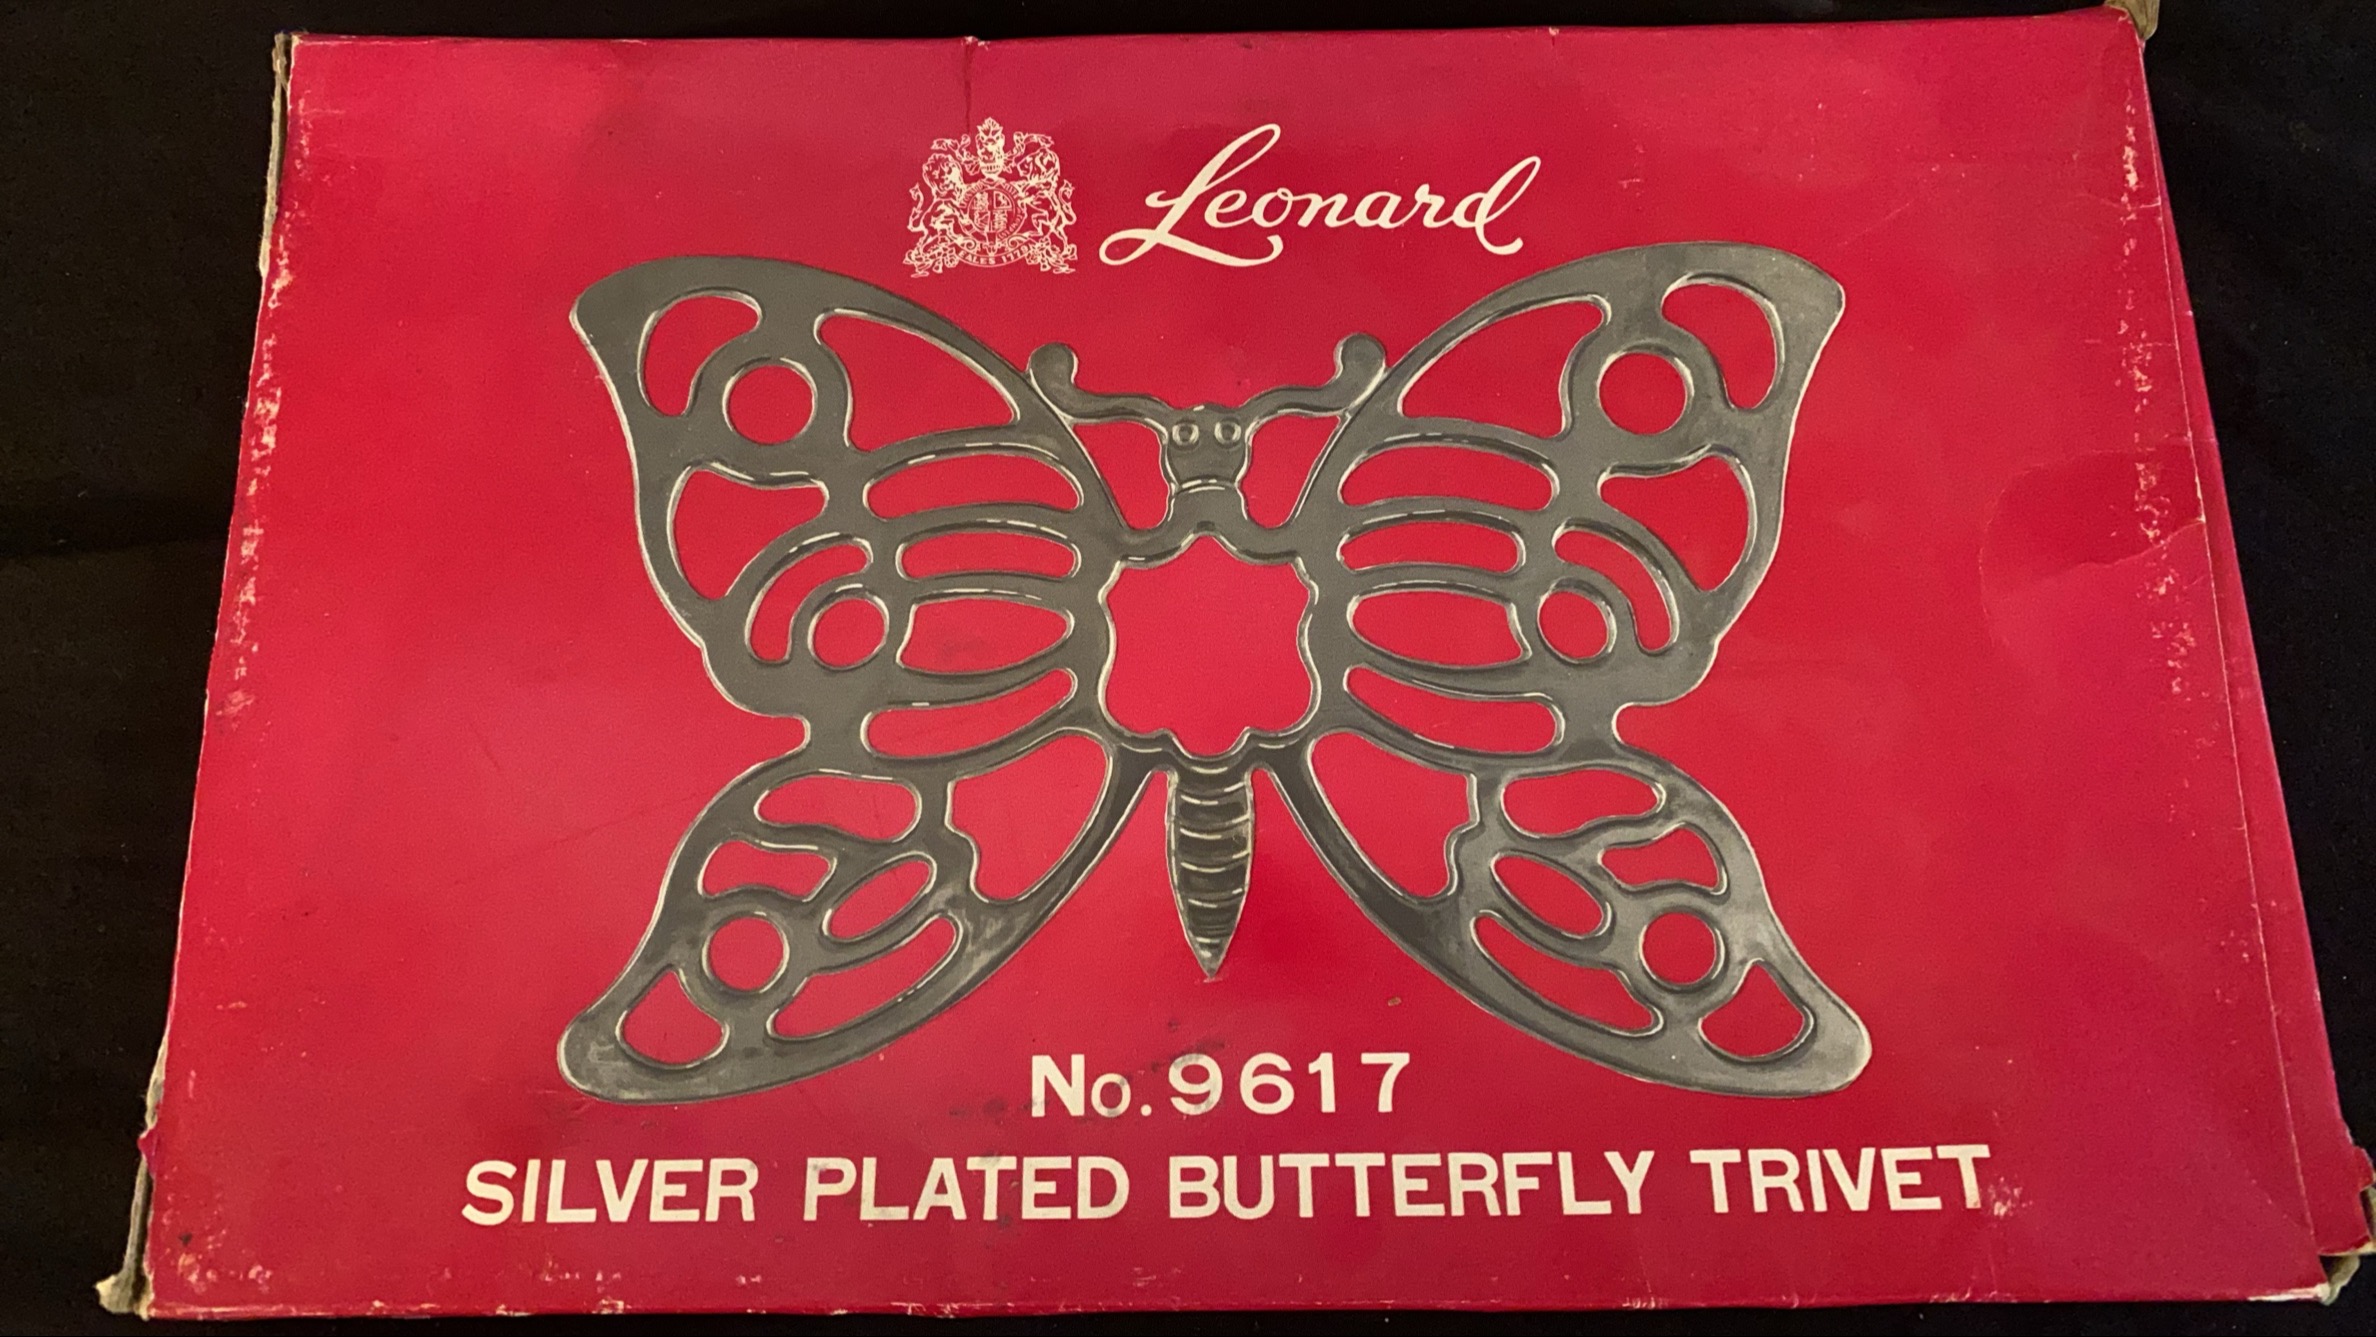 Leonard
No. 9617
SILVER PLATED BUTTERFLY TRIVET